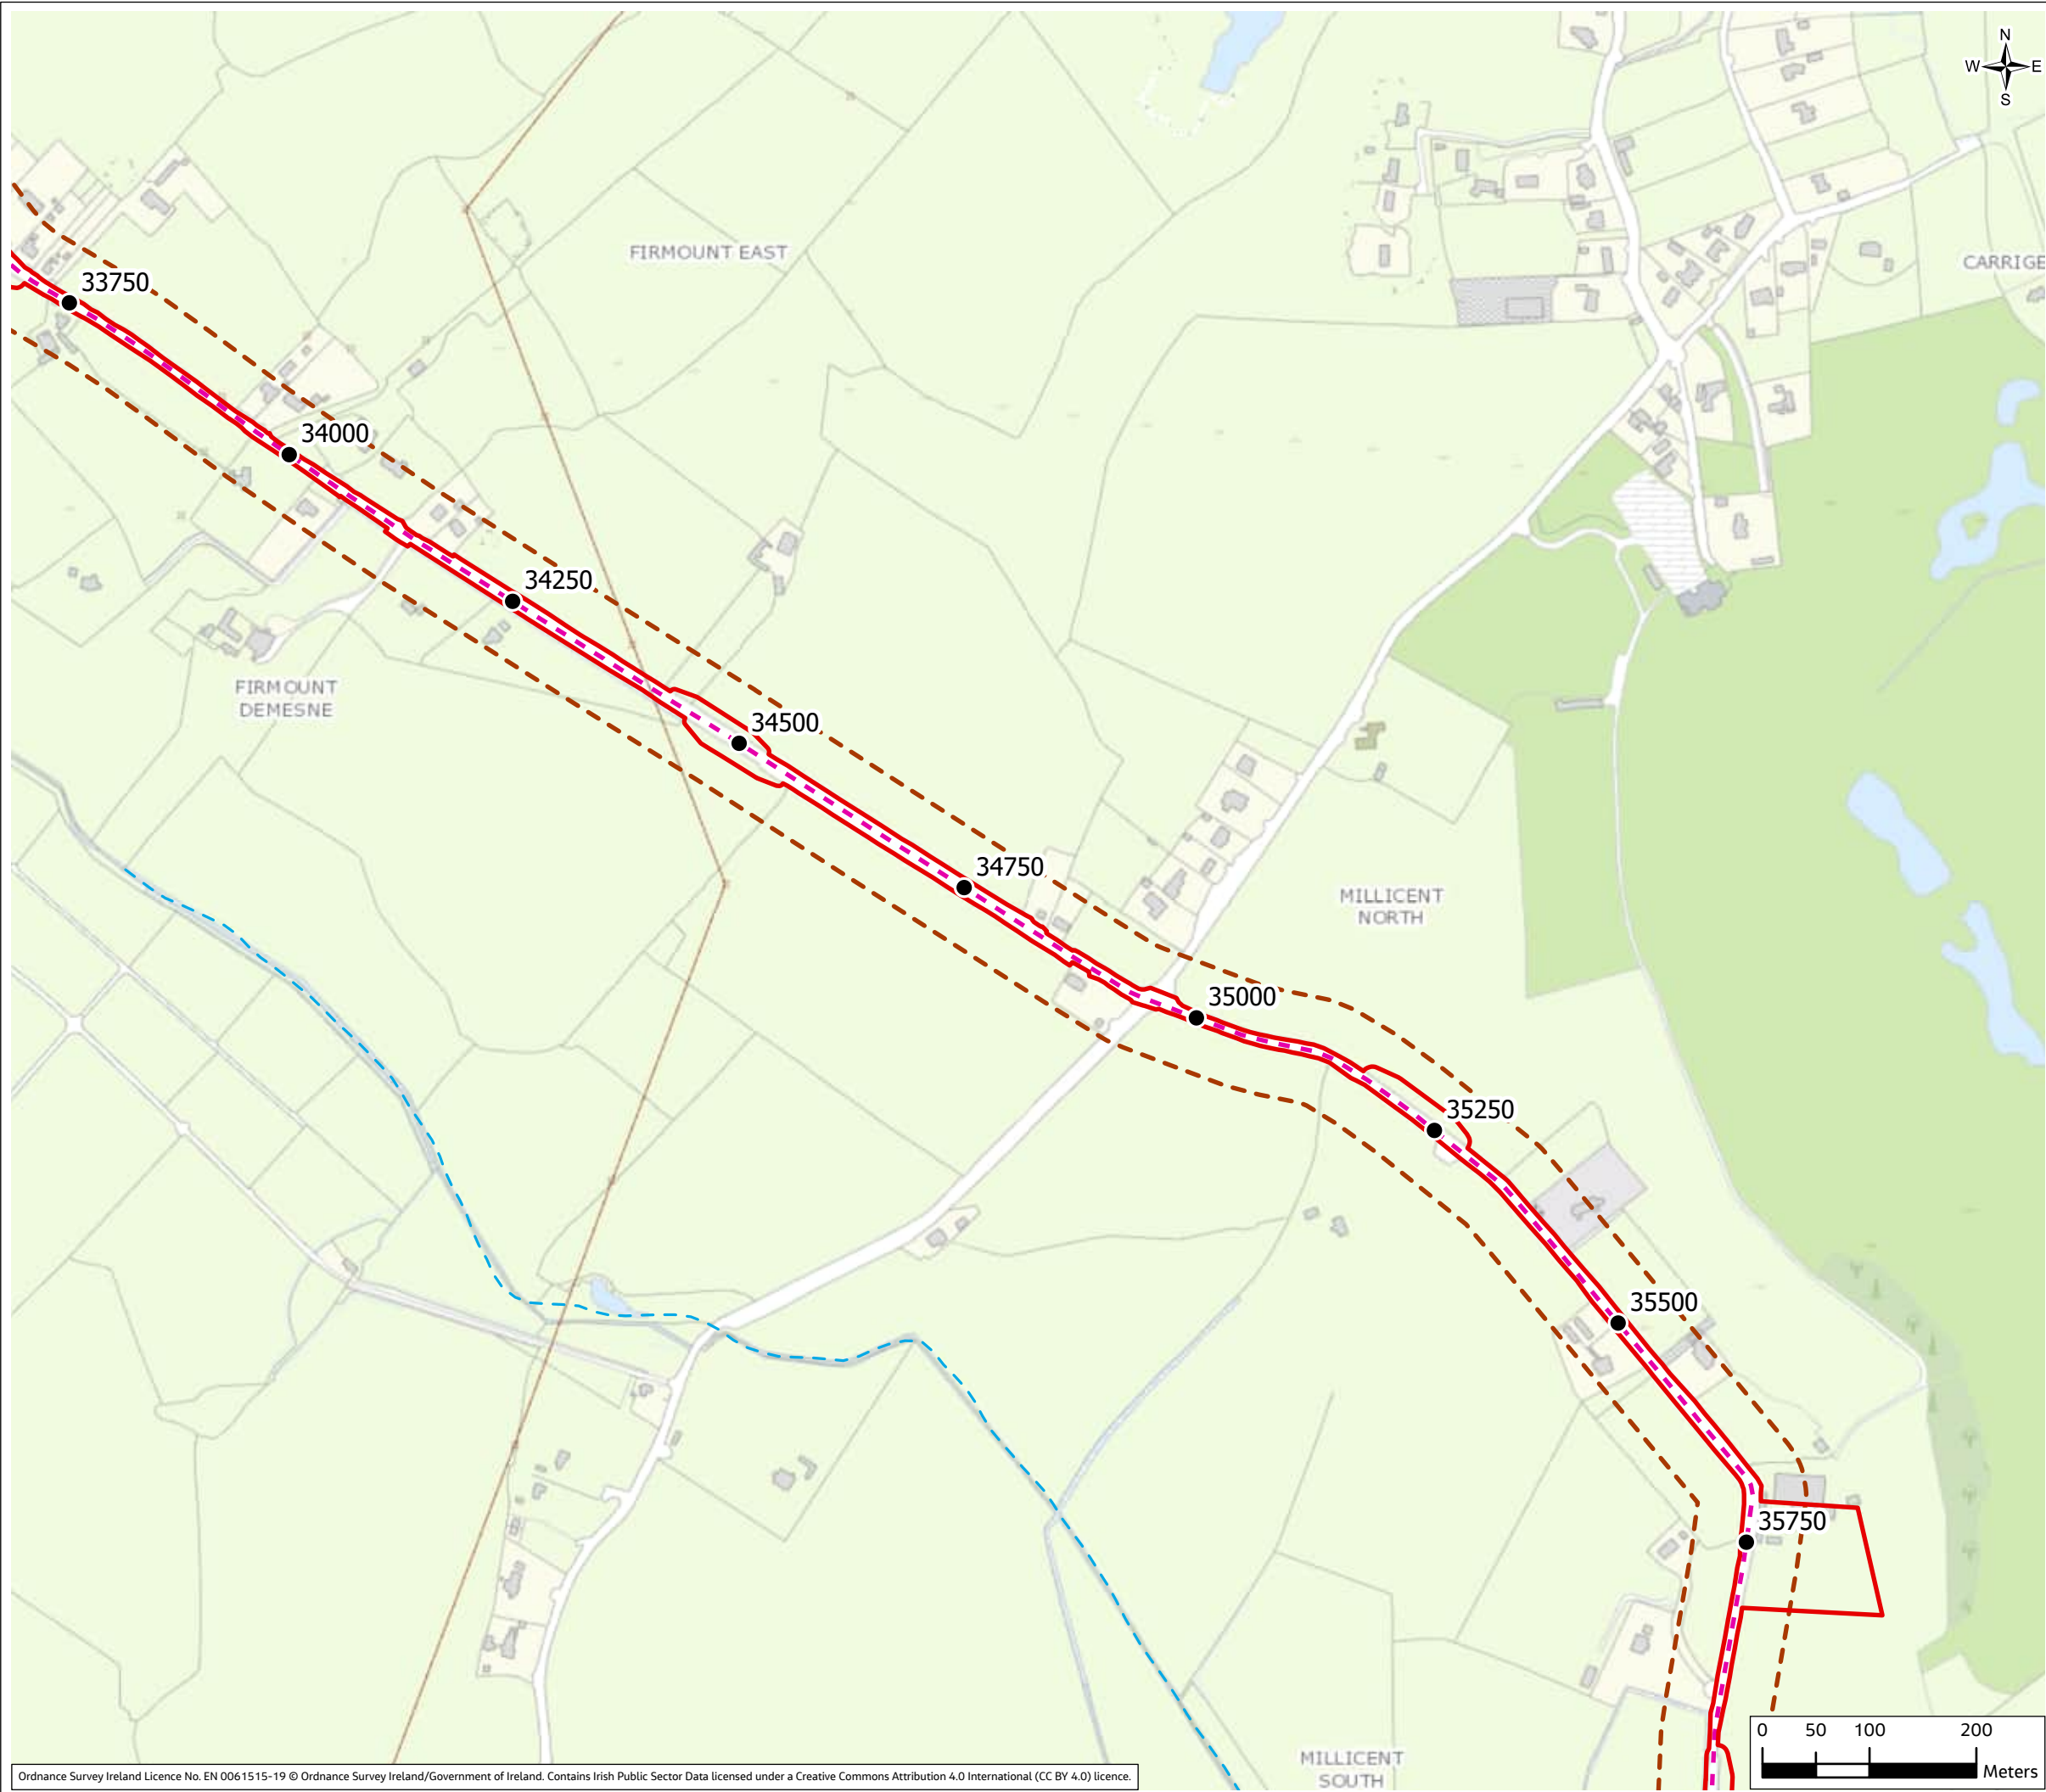 N
W E
S
FIRMOUNT EAST
CARRIGE
33750
34000
34250
FIRMOUNT
DEMESNE
34500
34750
MILLICENT
NORTH
35000
35250
35500
35750
MILLICENT
SOUTH
0 50 100 200
Meters
Ordnance Survey Ireland Licence No. EN 0061515-19 © Ordnance Survey Ireland/Government of Ireland. Contains Irish Public Sector Data licensed under a Creative Commons Attribution 4.0 International (CC BY 4.0) licence.